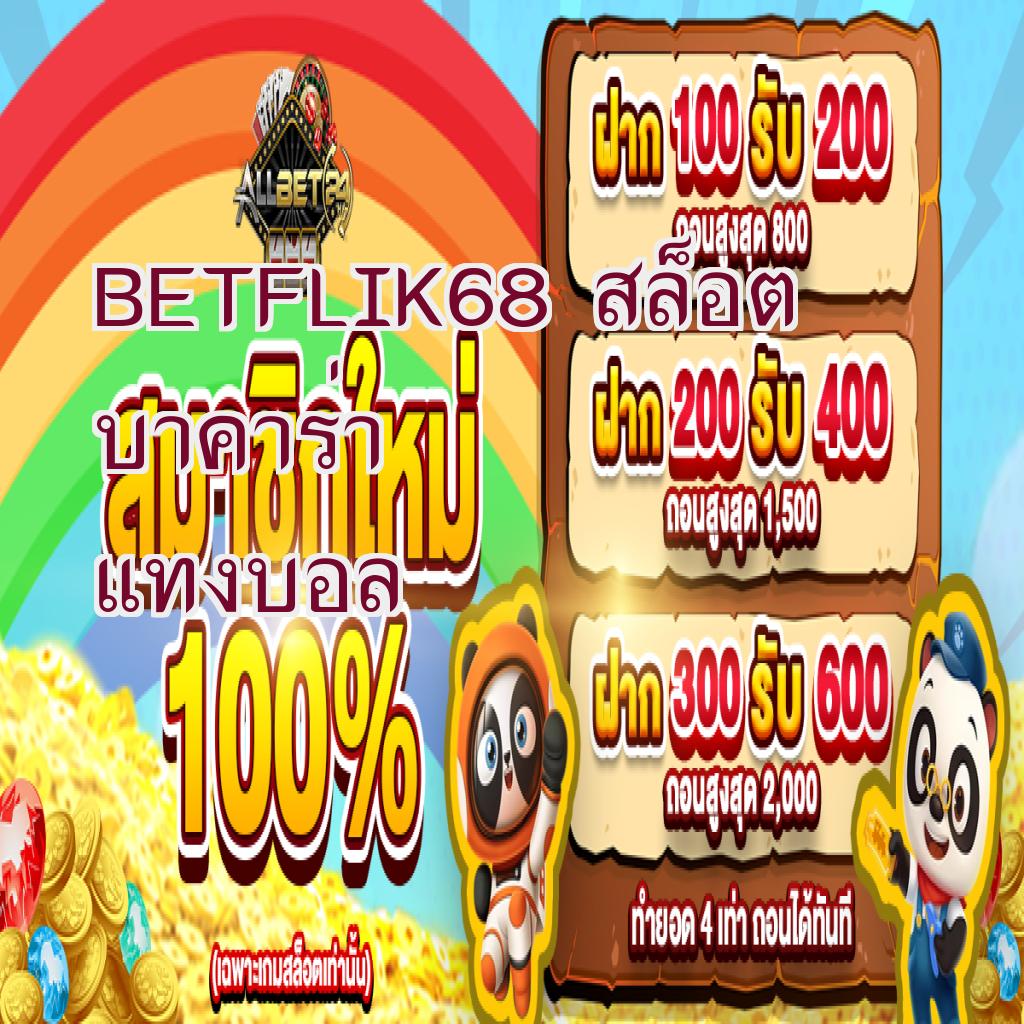 ALLBET24
BETFLIK68 สล็อต
บาคาร่า
แทงบอล
สมาชิกใหม่
100%
(เฉพาะเกมสล็อตเท่านั้น)
ฝาก 100 รับ 200
ถอนสูงสุด 800
ฝาก 200 รับ 400
ถอนสูงสุด 1,500
ฝาก 300 รับ 600
ถอนสูงสุด 2,000
ทำยอด 4 เท่า ถอนได้ทันที